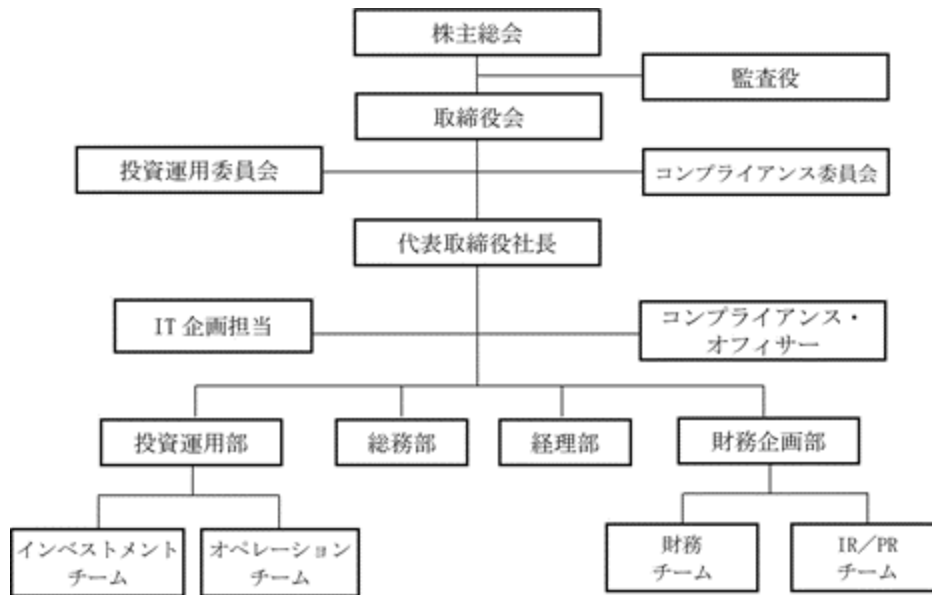 株主総会
監査役
取締役会
投資運用委員会
コンプライアンス委員会
代表取締役社長
IT 企画担当
コンプライアンス・
オフィサー
投資運用部
総務部
経理部
財務企画部
インベストメント
チーム
オペレーション
チーム
財務
チーム
IR／PR
チーム